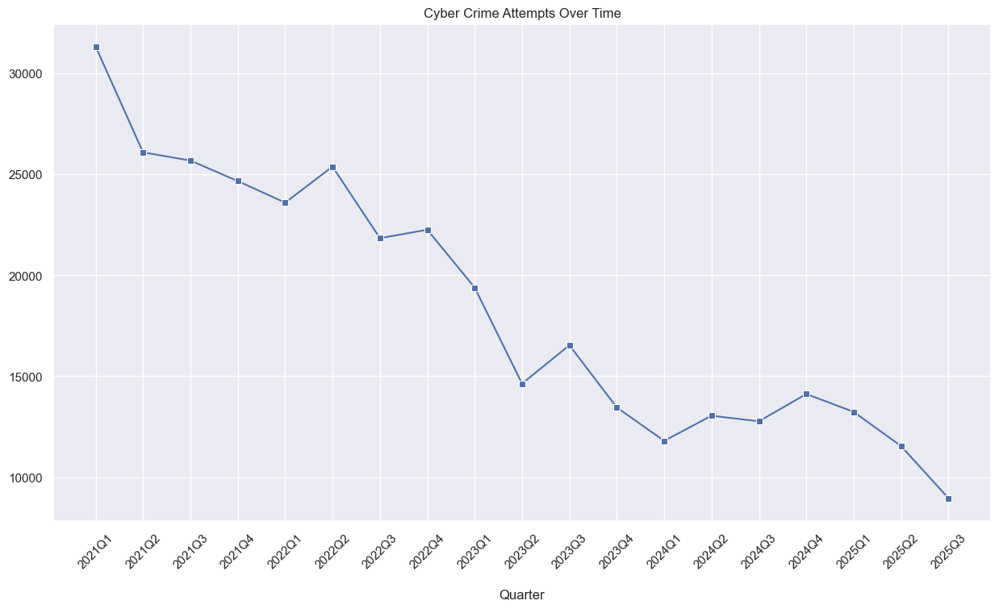 Cyber Crime Attempts Over Time
30000
25000
20000
15000
10000
2021Q1
2021Q2
2021Q3
2021Q4
2022Q1
2022Q2
2022Q3
2022Q4
2023Q1
2023Q2
2023Q3
2023Q4
2024Q1
2024Q2
2024Q3
2024Q4
2025Q1
2025Q2
2025Q3
Quarter